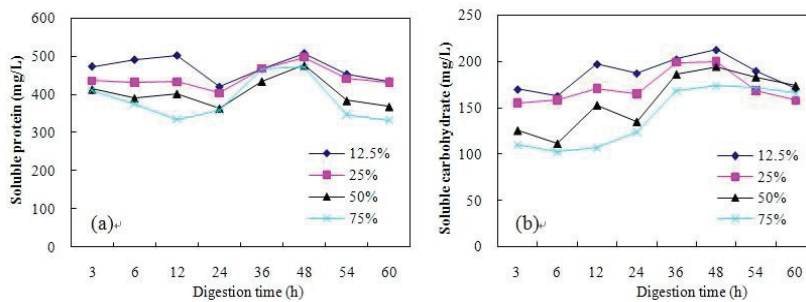 Soluble protein (mg/L)
600
500
400
300
200
100
0
12.5%
25%
50%
75%
(a)
3 6 12 24 36 48 54 60
Digestion time (h)
Soluble carbohydrate (mg/L)
250
200
150
100
50
0
12.5%
25%
50%
75%
(b)
3 6 12 24 36 48 54 60
Digestion time (h)